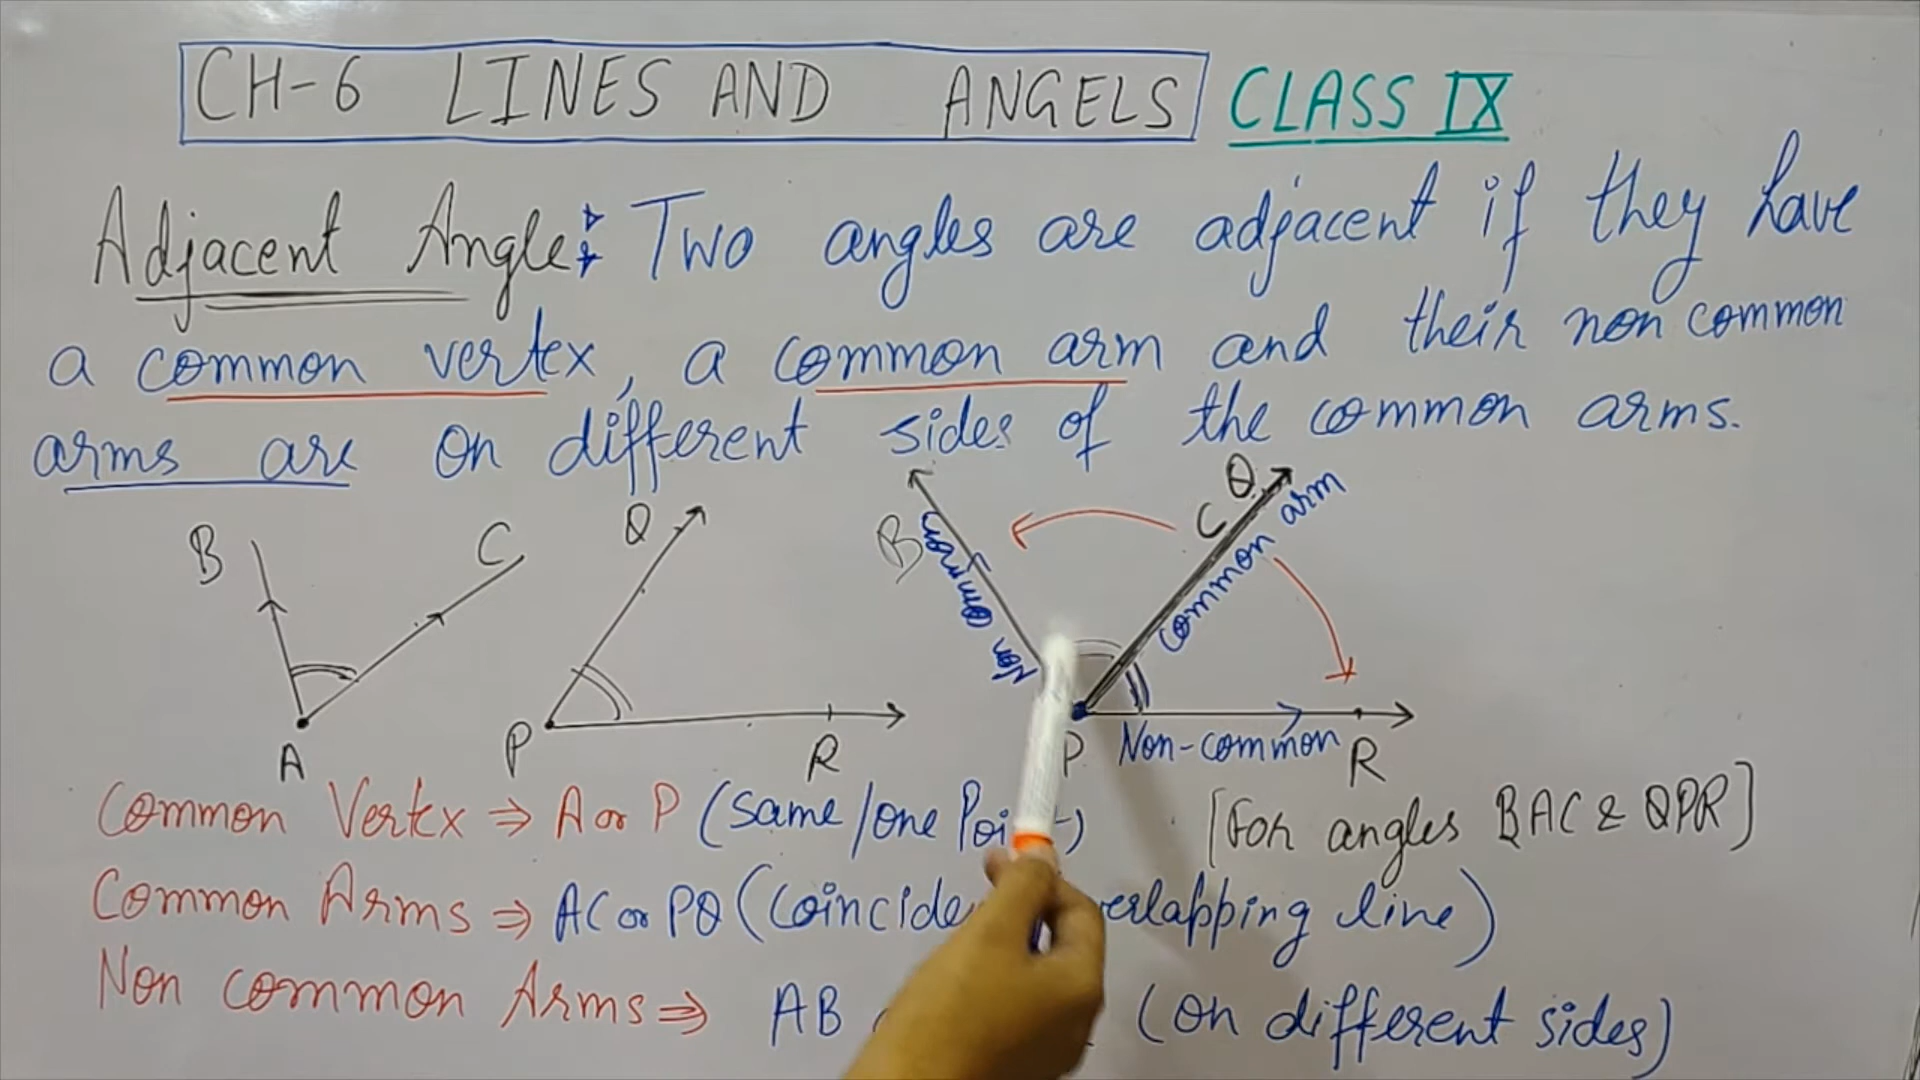 CH-6 LINES AND ANGELS CLASS IX
Adjacent Angle: Two angles are adjacent if they have
a common vertex, a common arm and their non common
arms are on different sides of the common arms.
B C Q B C Q common arm
Non common
A P R P Non-common R
Common Vertex ⇒ A or P (Same/one [For angles BAC & QPR]
Common Arms ⇒ AC or PQ ( line)
Non common Arms ⇒ AB (on different sides)